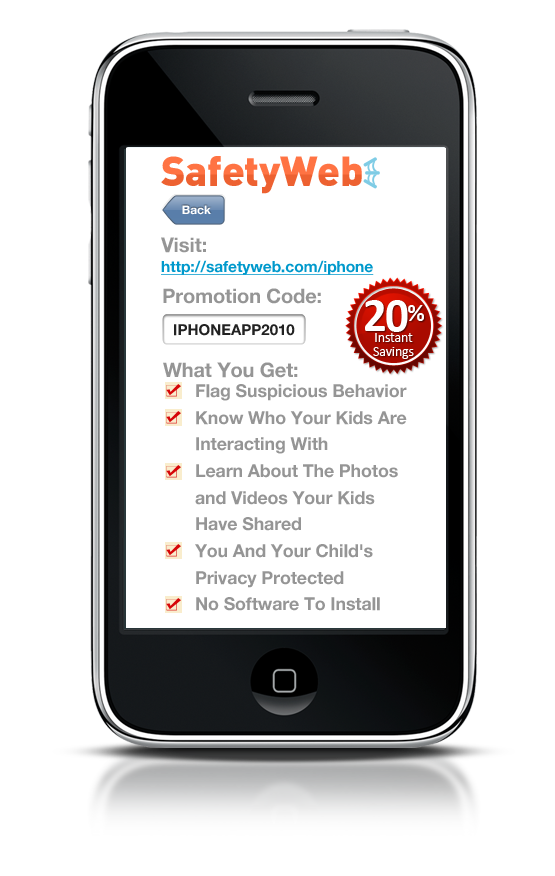 SafetyWeb
Back
Visit:
http://safetyweb.com/iphone
Promotion Code:
IPHONEAPP2010
20%
Instant
Savings
What You Get:
Flag Suspicious Behavior
Know Who Your Kids Are
Interacting With
Learn About The Photos
and Videos Your Kids
Have Shared
You And Your Child's
Privacy Protected
No Software To Install